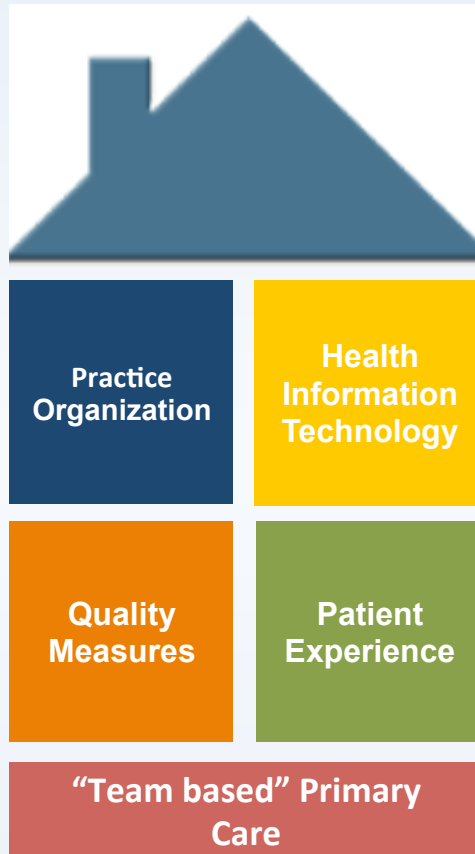 Practice
Organization
Health
Information
Technology
Quality
Measures
Patient
Experience
“Team based” Primary
Care